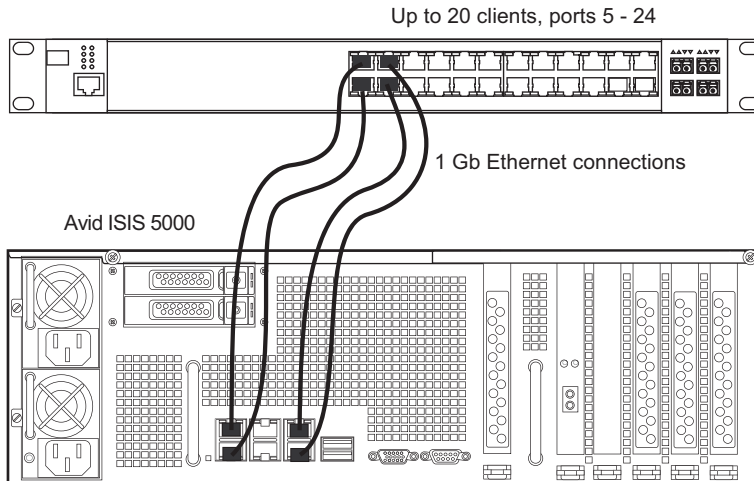 Up to 20 clients, ports 5 - 24
1 Gb Ethernet connections
Avid ISIS 5000